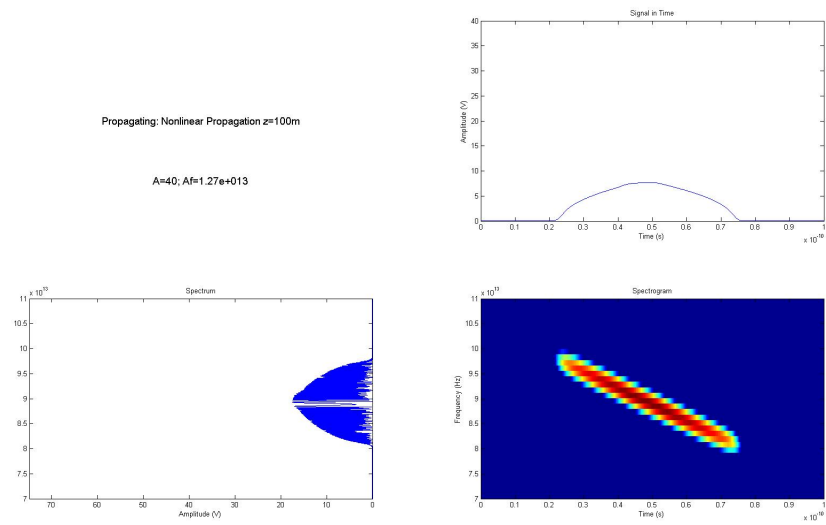 Propagating: Nonlinear Propagation z=100m
A=40; Af=1.27e+013
Signal in Time
40
35
30
25
20
15
10
5
0
Amplitude (V)
0 0.1 0.2 0.3 0.4 0.5 0.6 0.7 0.8 0.9 1
Time (s)
x 10^-10
Spectrum
x 10^13
11
10.5
10
9.5
9
8.5
8
7.5
7
70 60 50 40 30 20 10 0
Amplitude (V)
Spectrogram
x 10^13
11
10.5
10
9.5
9
8.5
8
7.5
7
Frequency (Hz)
0 0.1 0.2 0.3 0.4 0.5 0.6 0.7 0.8 0.9 1
Time (s)
x 10^-10